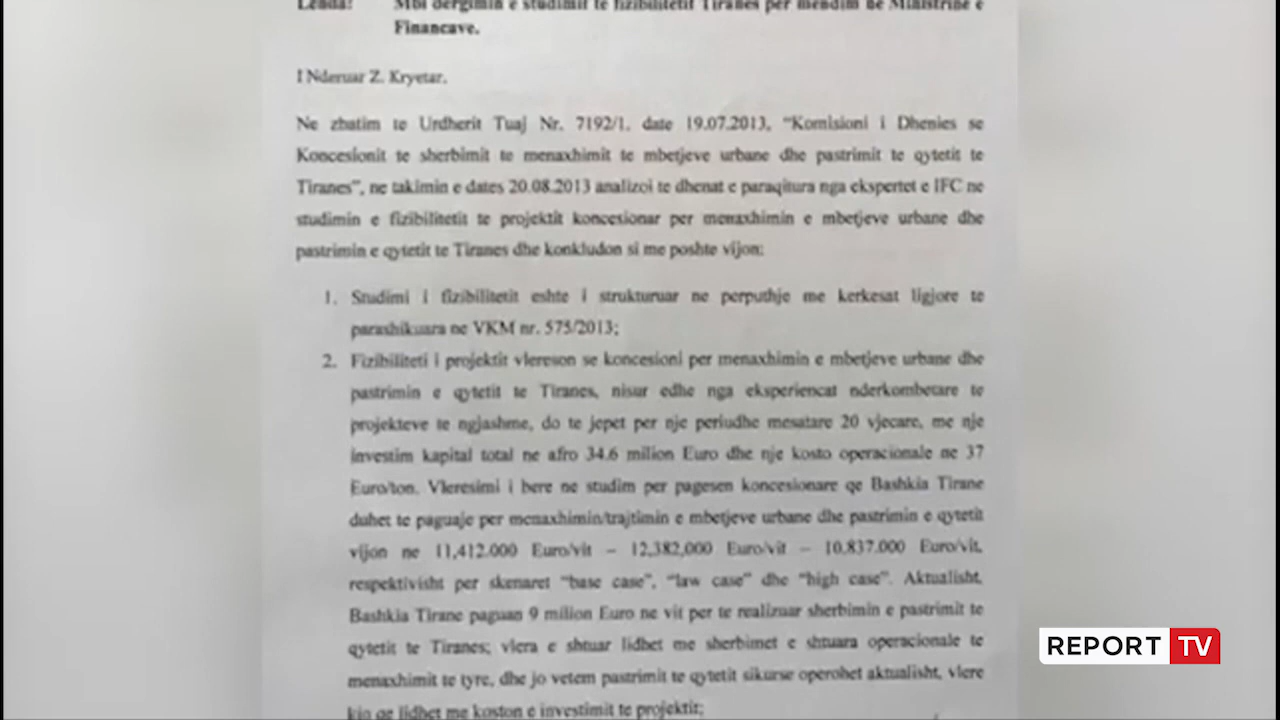 Lenda: Mbi dergimin e studimit te fizibilitetit Tiranes per mendim ne Ministrine e
Financave.
I Nderuar Z. Kryetar,
Ne zbatim te Urdherit Tuaj Nr. 7192/1, date 19.07.2013, "Komisioni i Dhenies se
Koncesionit te sherbimit te menaxhimit te mbetjeve urbane dhe pastrimit te qytetit te
Tiranes", ne takimin e dates 20.08.2013 analizoi te dhenat e paraqitura nga ekspertet e IFC ne
studimin e fizibilitetit te projektit koncesionar per menaxhimin e mbetjeve urbane dhe
pastrimin e qytetit te Tiranes dhe konkludon si me poshte vijon:
1. Studimi i fizibilitetit eshte i strukturuar ne perputhje me kerkesat ligjore te
parashikuara ne VKM nr. 575/2013;
2. Fizibiliteti i projektit vlereson se koncesioni per menaxhimin e mbetjeve urbane dhe
pastrimin e qytetit te Tiranes, nisur edhe nga eksperiencat nderkombetare te
projekteve te ngjashme, do te jepet per nje periudhe mesatare 20 vjecare, me nje
investim kapital total ne afro 34.6 milion Euro dhe nje kosto operacionale ne 37
Euro/ton. Vleresimi i bere ne studim per pagesen koncesionare qe Bashkia Tirane
duhet te paguaje per menaxhimin/trajtimin e mbetjeve urbane dhe pastrimin e qytetit
vijon ne 11,412.000 Euro/vit – 12,382,000 Euro/vit – 10,837.000 Euro/vit,
respektivisht per skenaret "base case", "law case" dhe "high case". Aktualisht,
Bashkia Tirane paguan 9 milion Euro ne vit per te realizuar sherbimin e pastrimit te
qytetit te Tiranes; vlera e shtuar lidhet me sherbimet e shtuara operacionale te
menaxhimit te tyre, dhe jo vetem pastrimit te qytetit sikurse operohet aktualisht, vlere
kjo qe lidhet me koston e investimit te projektit;
REPORT TV